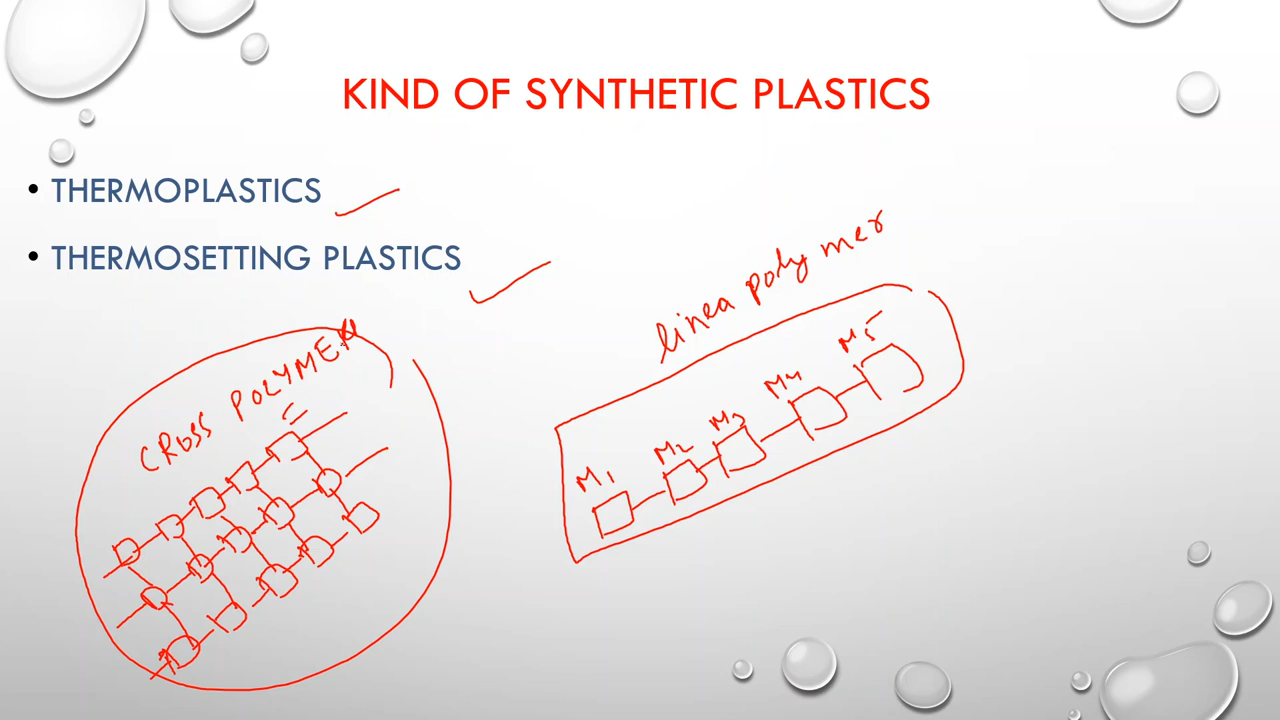 KIND OF SYNTHETIC PLASTICS
• THERMOPLASTICS
• THERMOSETTING PLASTICS
linea polymer
CROSS POLYMER
M1 M2 M3 M4 M5